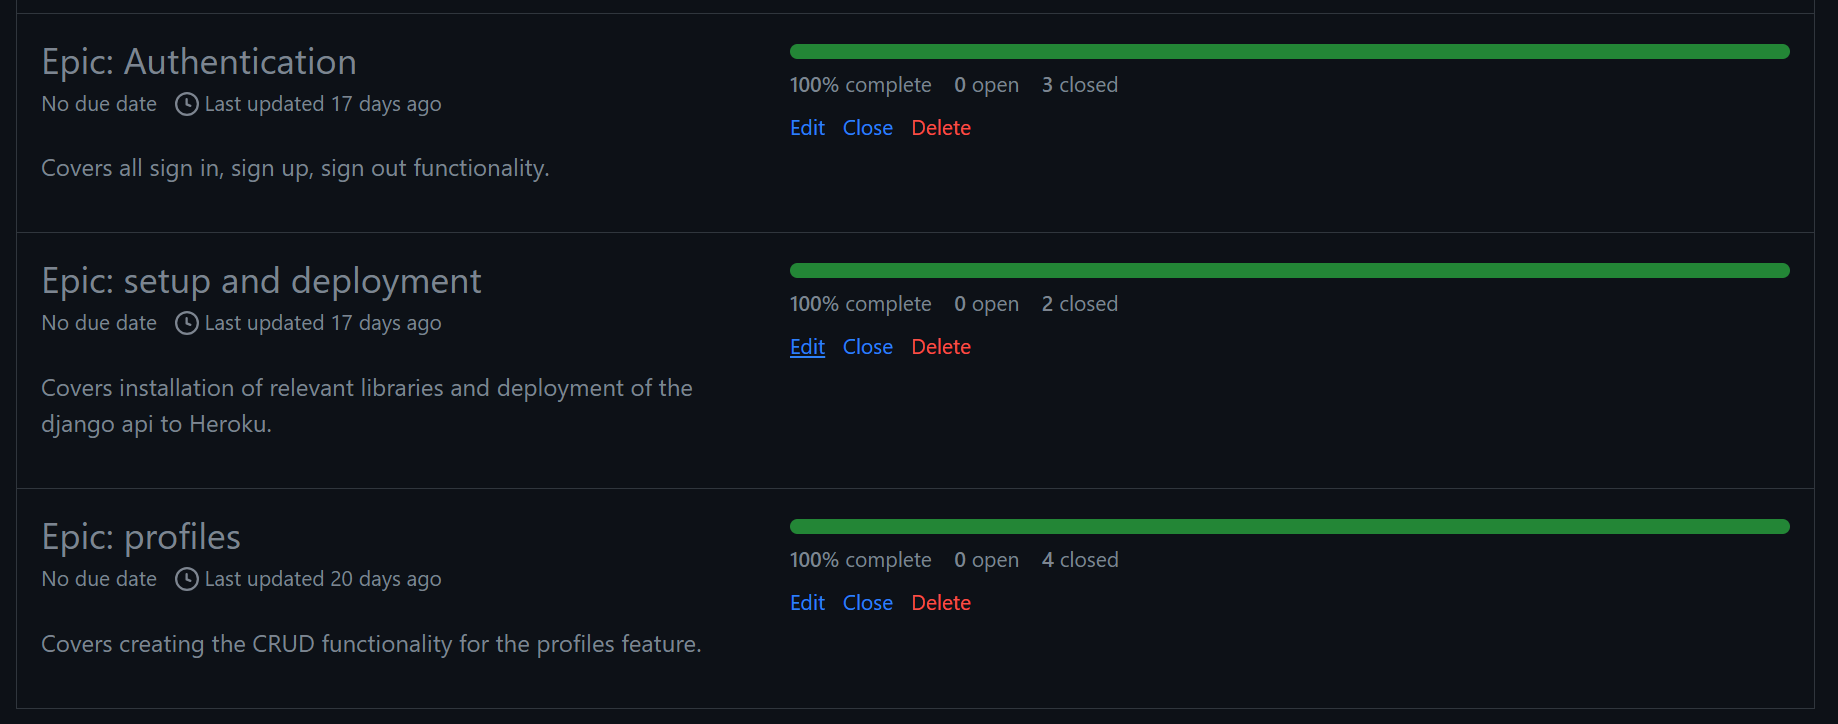 Epic: Authentication
No due date Last updated 17 days ago
Covers all sign in, sign up, sign out functionality.
100% complete 0 open 3 closed
Edit Close Delete
Epic: setup and deployment
No due date Last updated 17 days ago
Covers installation of relevant libraries and deployment of the
django api to Heroku.
100% complete 0 open 2 closed
Edit Close Delete
Epic: profiles
No due date Last updated 20 days ago
Covers creating the CRUD functionality for the profiles feature.
100% complete 0 open 4 closed
Edit Close Delete